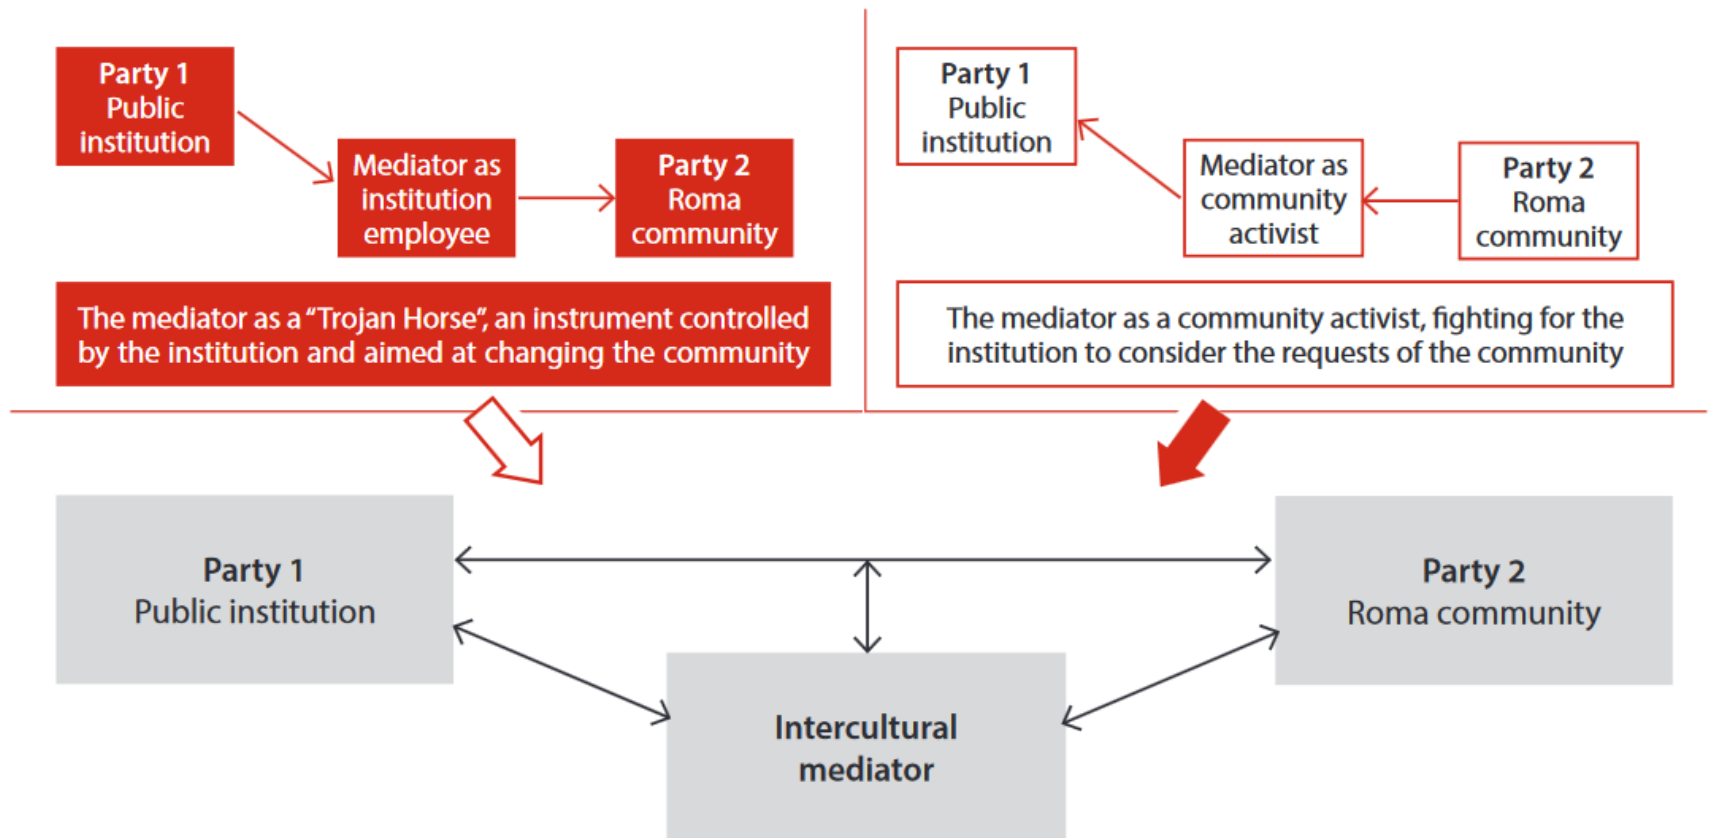 Party 1
Public
institution
Mediator as
institution
employee
Party 2
Roma
community
The mediator as a “Trojan Horse”, an instrument controlled
by the institution and aimed at changing the community
Party 1
Public
institution
Mediator as
community
activist
Party 2
Roma
community
The mediator as a community activist, fighting for the
institution to consider the requests of the community
Party 1
Public institution
Intercultural
mediator
Party 2
Roma community